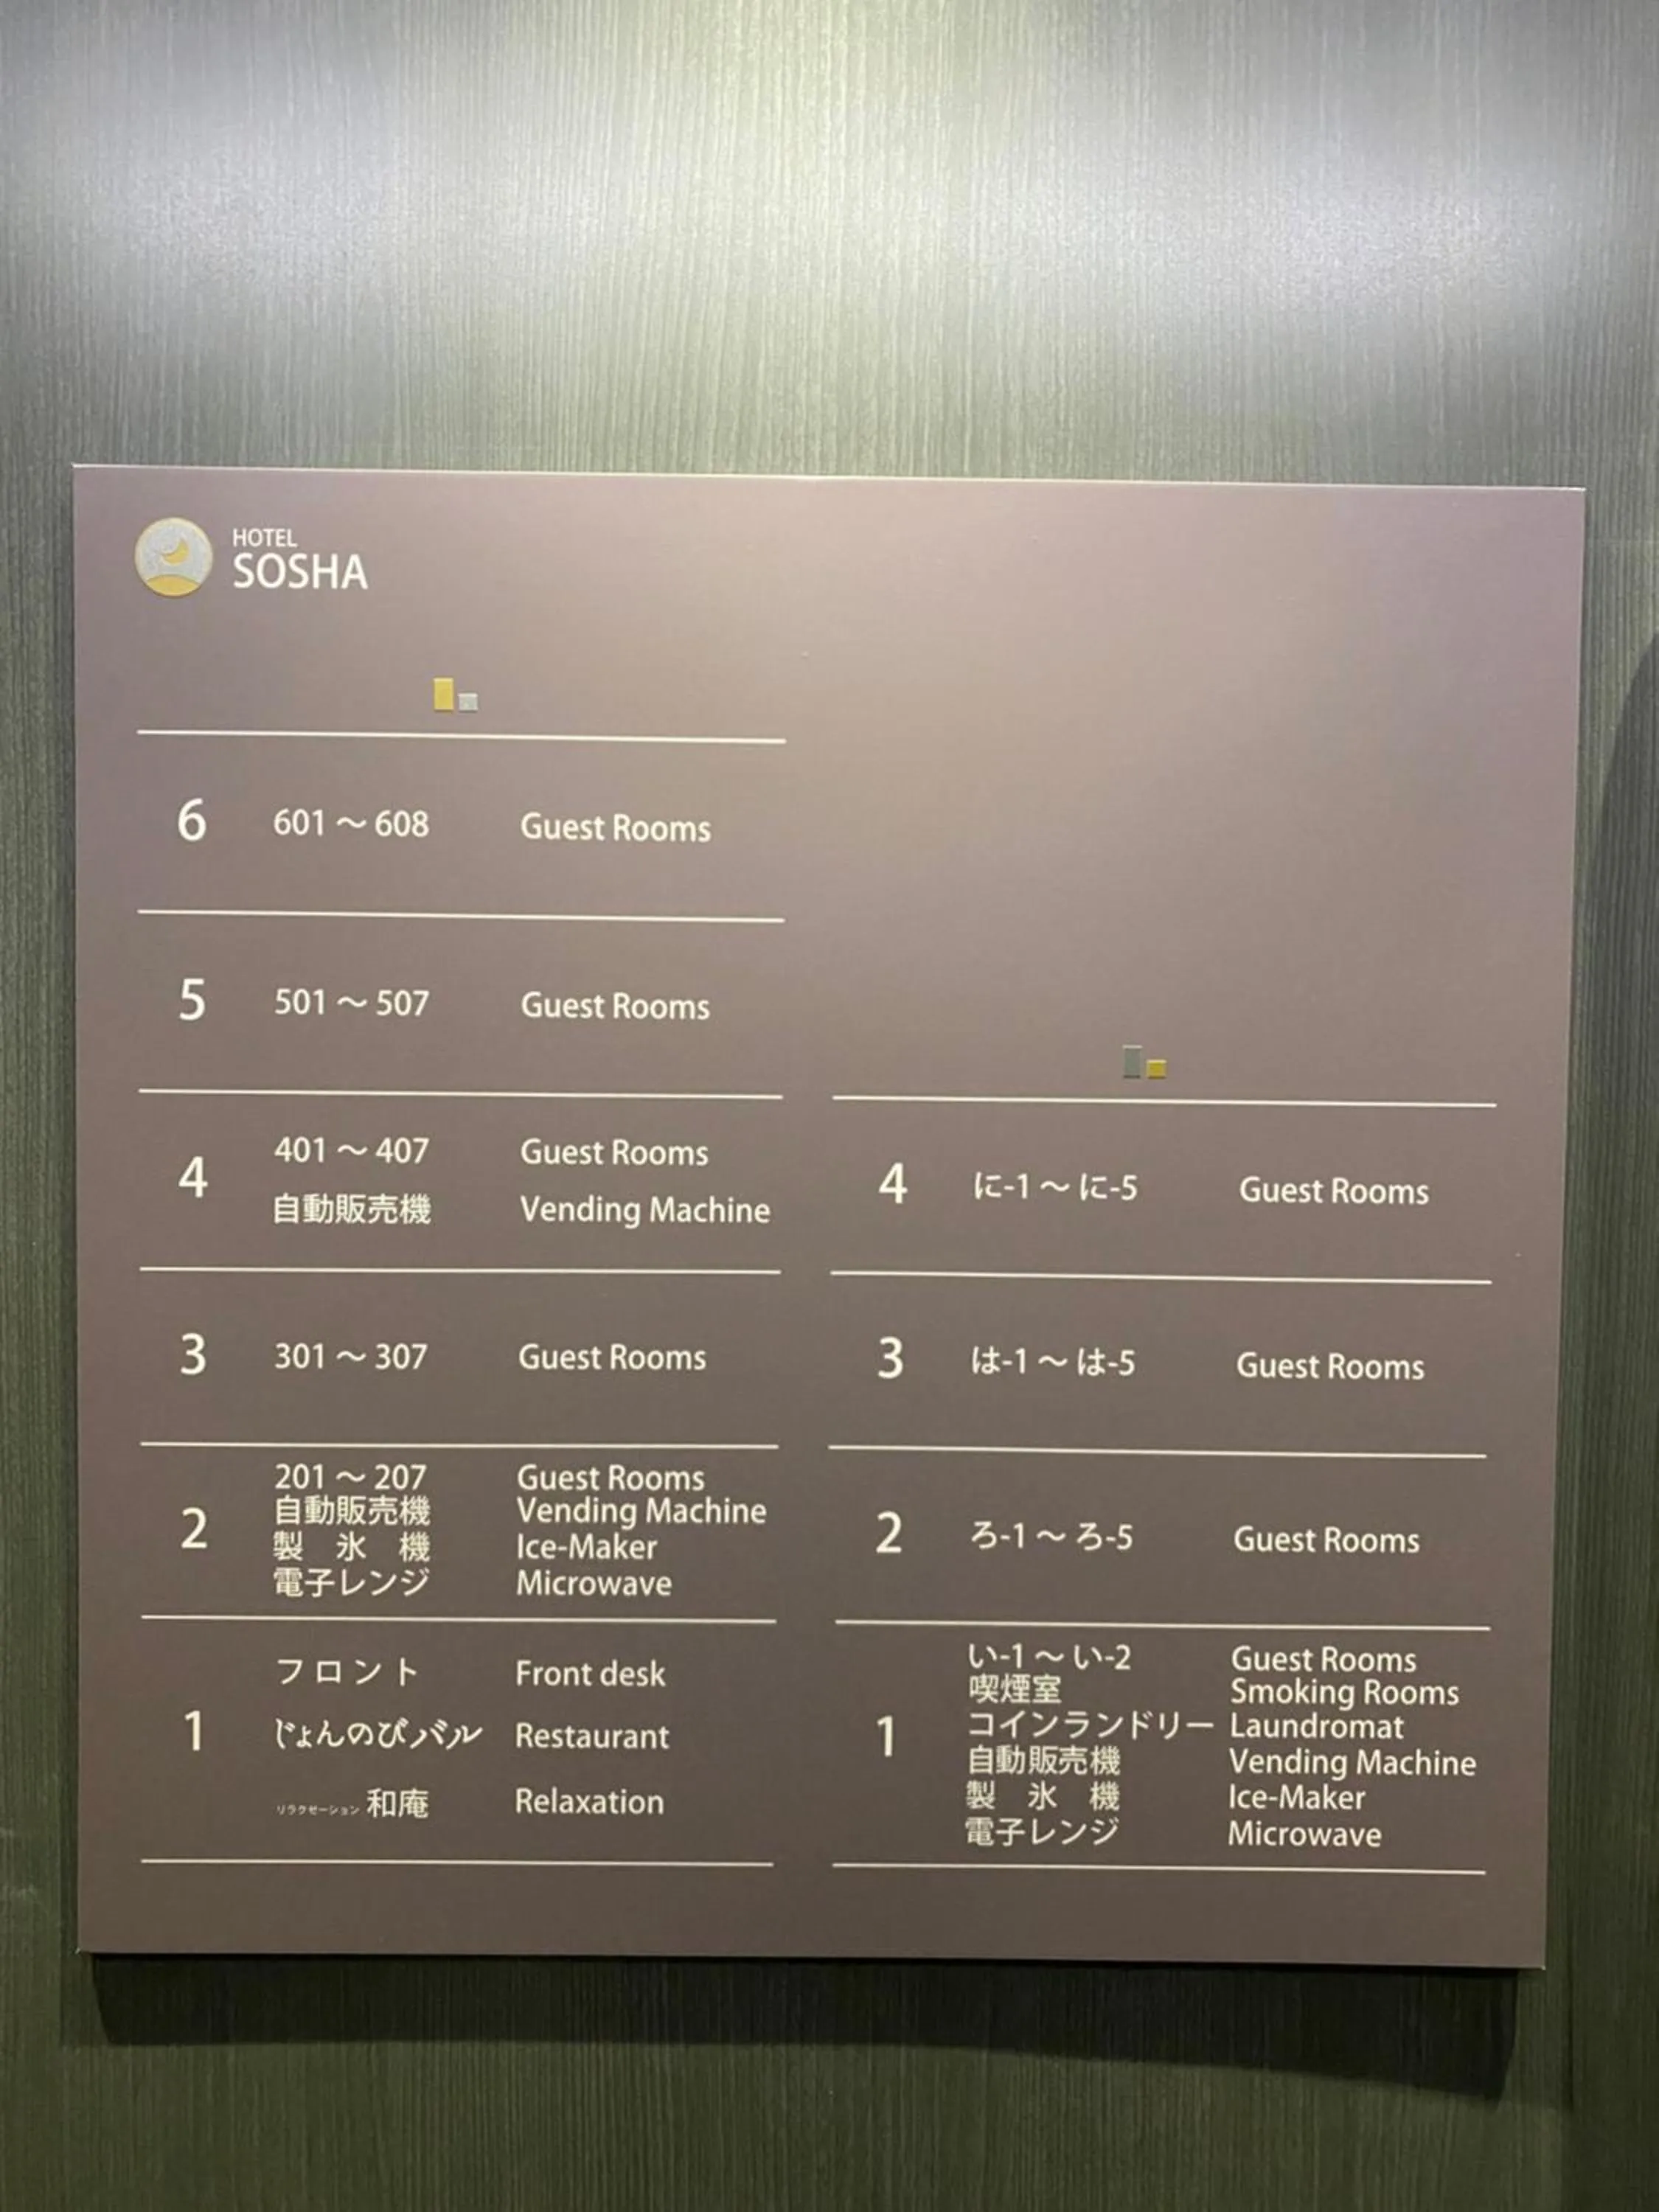 HOTEL
SOSHA
6 601～608 Guest Rooms
5 501～507 Guest Rooms
4 401～407 Guest Rooms
自動販売機 Vending Machine
3 301～307 Guest Rooms
2 201～207 Guest Rooms
自動販売機 Vending Machine
製 氷 機 Ice-Maker
電子レンジ Microwave
1 フロント Front desk
じょんのびバル Restaurant
リラクゼーション 和庵 Relaxation
4 に-1～に-5 Guest Rooms
3 は-1～は-5 Guest Rooms
2 ろ-1～ろ-5 Guest Rooms
1 い-1～い-2 Guest Rooms
喫煙室 Smoking Rooms
コインランドリー Laundromat
自動販売機 Vending Machine
製 氷 機 Ice-Maker
電子レンジ Microwave